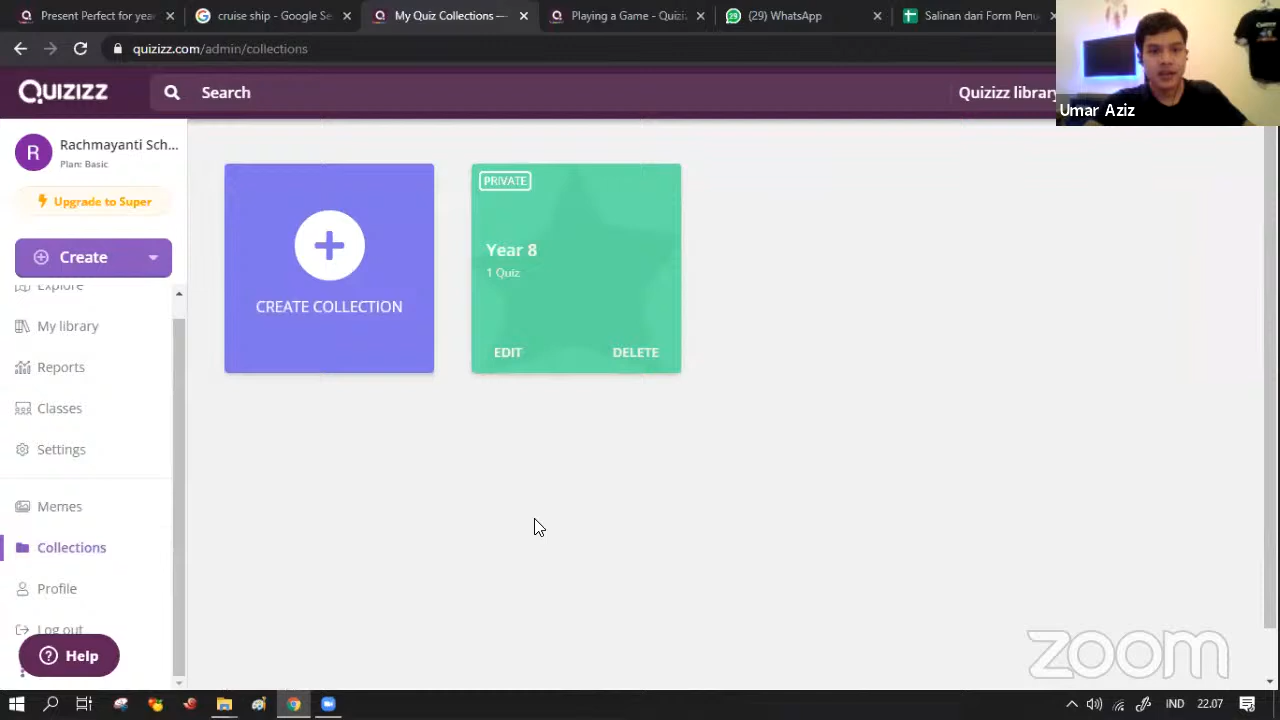 Present Perfect for year
cruise ship - Google Se
My Quiz Collections —
Playing a Game - Quiziz
(29) WhatsApp
Salinan dari Form Penu
quizizz.com/admin/collections
Quizizz
Search
Quizizz library
Umar Aziz
R
Rachmayanti Sch...
Plan: Basic
Upgrade to Super
Create
Explore
My library
Reports
Classes
Settings
Memes
Collections
Profile
Log out
Help
CREATE COLLECTION
PRIVATE
Year 8
1 Quiz
EDIT
DELETE
zoom
IND
22.07